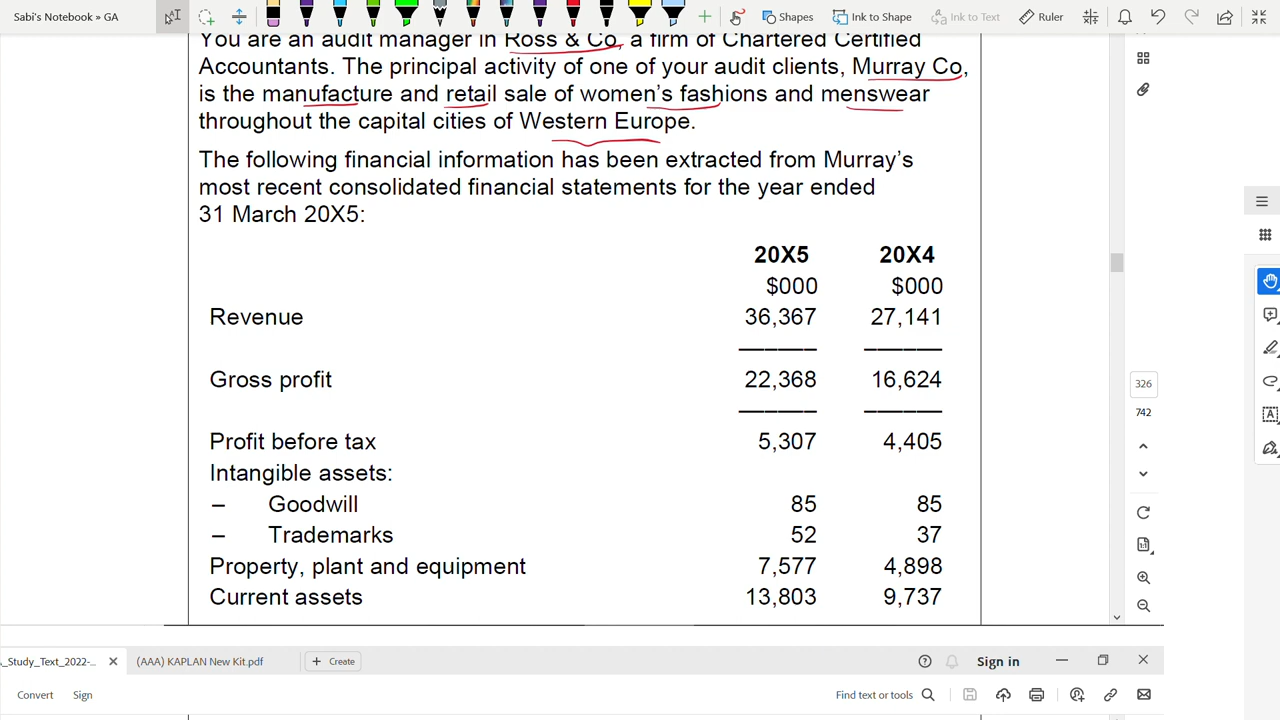 Sabi's Notebook » GA
Shapes
Ink to Shape
Ink to Text
Ruler
You are an audit manager in Ross & Co, a firm of Chartered Certified
Accountants. The principal activity of one of your audit clients, Murray Co,
is the manufacture and retail sale of women's fashions and menswear
throughout the capital cities of Western Europe.
The following financial information has been extracted from Murray's
most recent consolidated financial statements for the year ended
31 March 20X5:
20X5 20X4
$000 $000
Revenue 36,367 27,141
Gross profit 22,368 16,624
Profit before tax 5,307 4,405
Intangible assets:
– Goodwill 85 85
– Trademarks 52 37
Property, plant and equipment 7,577 4,898
Current assets 13,803 9,737
326
742
_Study_Text_2022-...
(AAA) KAPLAN New Kit.pdf
+ Create
Sign in
Convert
Sign
Find text or tools